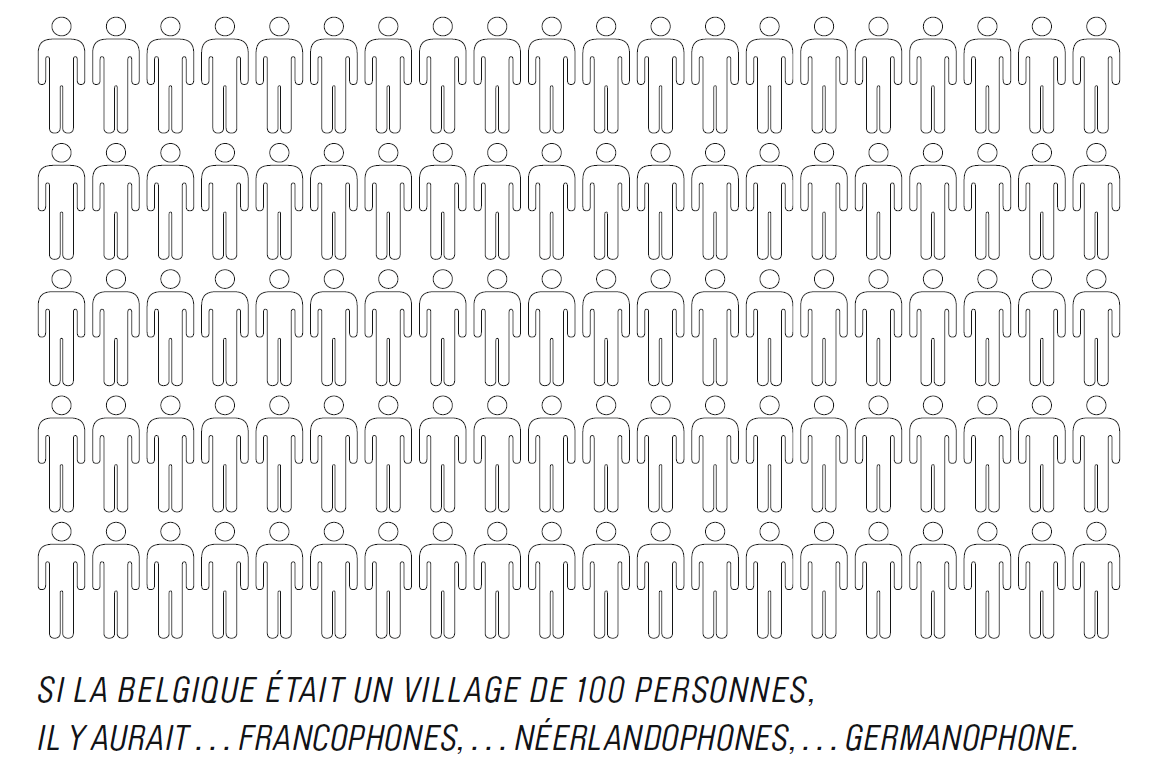 SI LA BELGIQUE ÉTAIT UN VILLAGE DE 100 PERSONNES,
IL Y AURAIT ... FRANCOPHONES, ... NÉERLANDOPHONES, ... GERMANOPHONE.